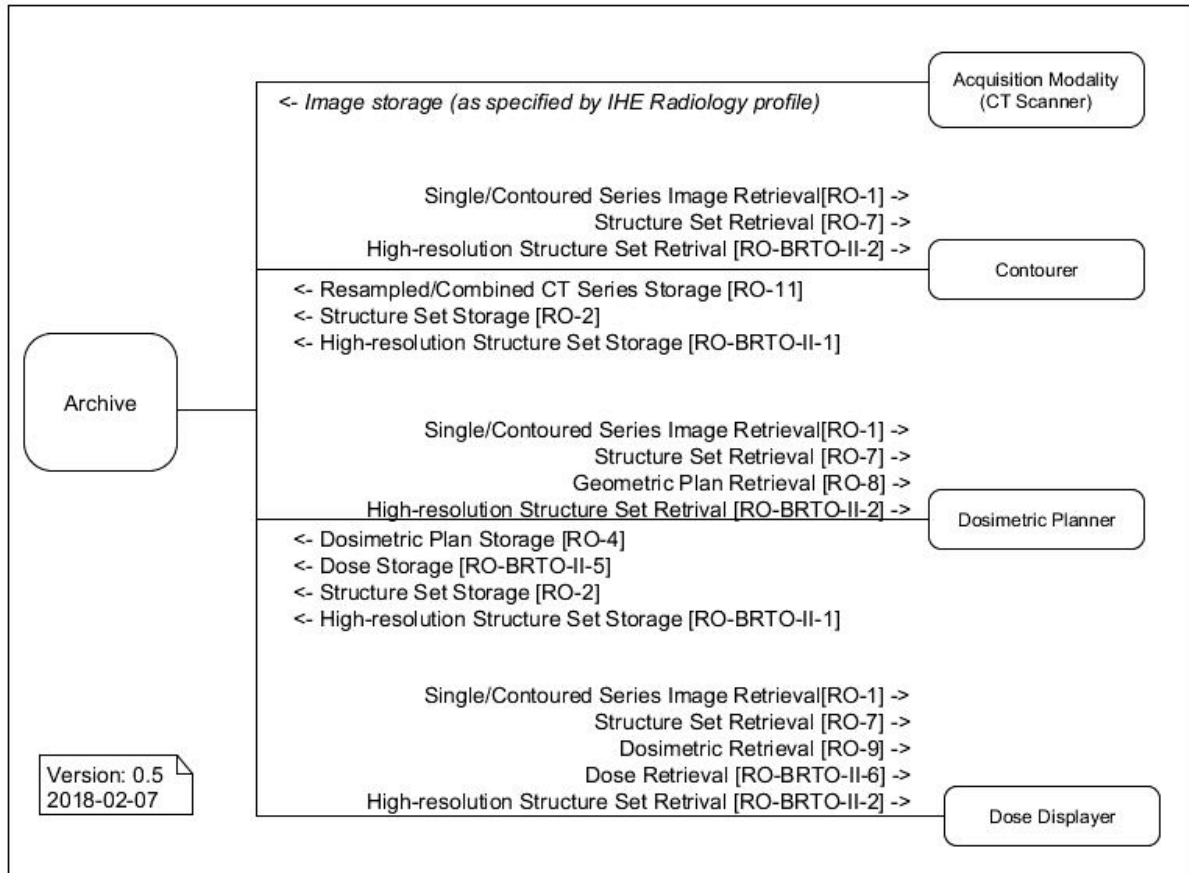 Acquisition Modality
(CT Scanner)
<- Image storage (as specified by IHE Radiology profile)
Single/Contoured Series Image Retrieval[RO-1] ->
Structure Set Retrieval [RO-7] ->
High-resolution Structure Set Retrival [RO-BRTO-II-2] ->
Contourer
<- Resampled/Combined CT Series Storage [RO-11]
<- Structure Set Storage [RO-2]
<- High-resolution Structure Set Storage [RO-BRTO-II-1]
Archive
Single/Contoured Series Image Retrieval[RO-1] ->
Structure Set Retrieval [RO-7] ->
Geometric Plan Retrieval [RO-8] ->
High-resolution Structure Set Retrival [RO-BRTO-II-2] ->
Dosimetric Planner
<- Dosimetric Plan Storage [RO-4]
<- Dose Storage [RO-BRTO-II-5]
<- Structure Set Storage [RO-2]
<- High-resolution Structure Set Storage [RO-BRTO-II-1]
Single/Contoured Series Image Retrieval[RO-1] ->
Structure Set Retrieval [RO-7] ->
Dosimetric Retrieval [RO-9] ->
Dose Retrieval [RO-BRTO-II-6] ->
High-resolution Structure Set Retrival [RO-BRTO-II-2] ->
Dose Displayer
Version: 0.5
2018-02-07